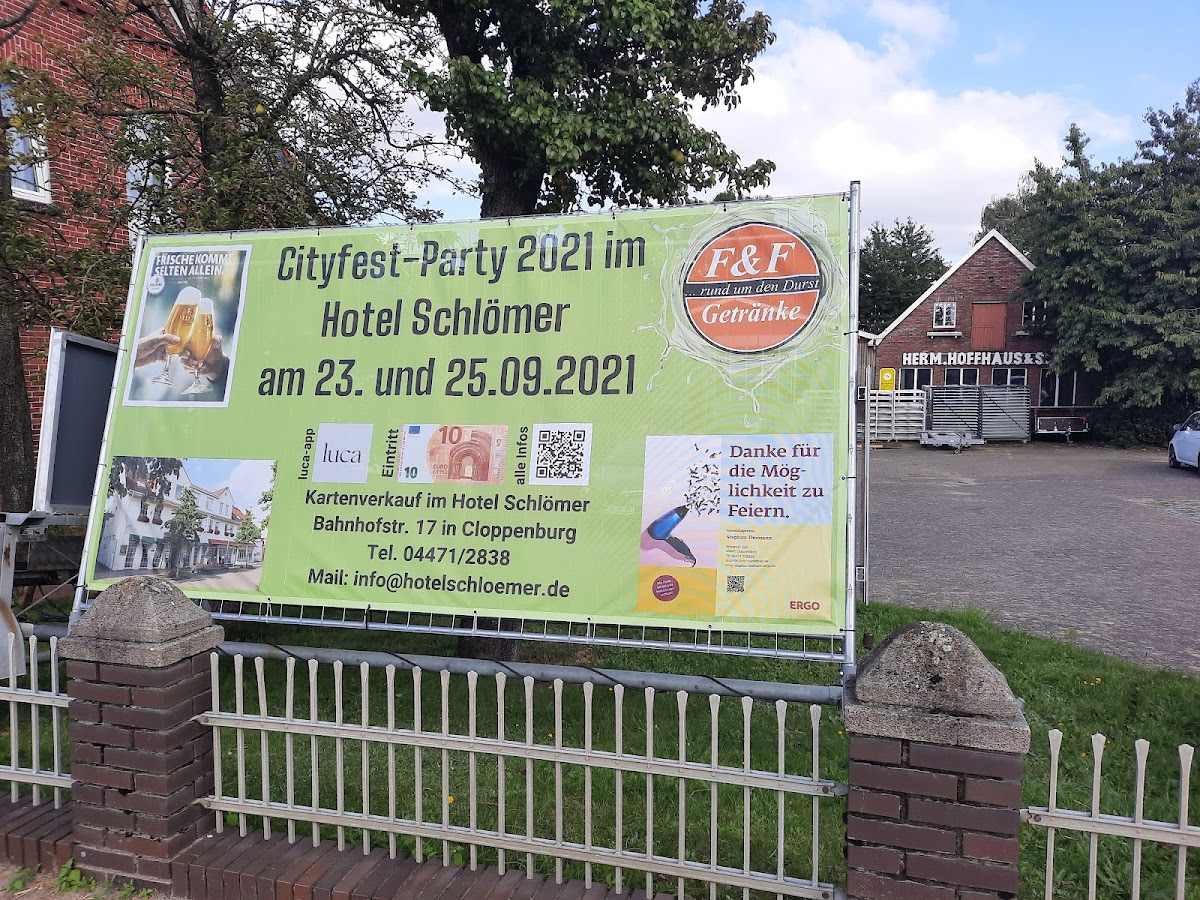 FRISCHE KOMMT
SELTEN ALLEIN.
Cityfest-Party 2021 im
Hotel Schlömer
am 23. und 25.09.2021
F&F
... rund um den Durst
Getränke
luca-app
luca
Eintritt
10
10
alle Infos
Kartenverkauf im Hotel Schlömer
Bahnhofstr. 17 in Cloppenburg
Tel. 04471/2838
Mail: info@hotelschloemer.de
Danke für
die Mög-
lichkeit zu
Feiern.
ERGO
HERM. HOFFHAUS & S